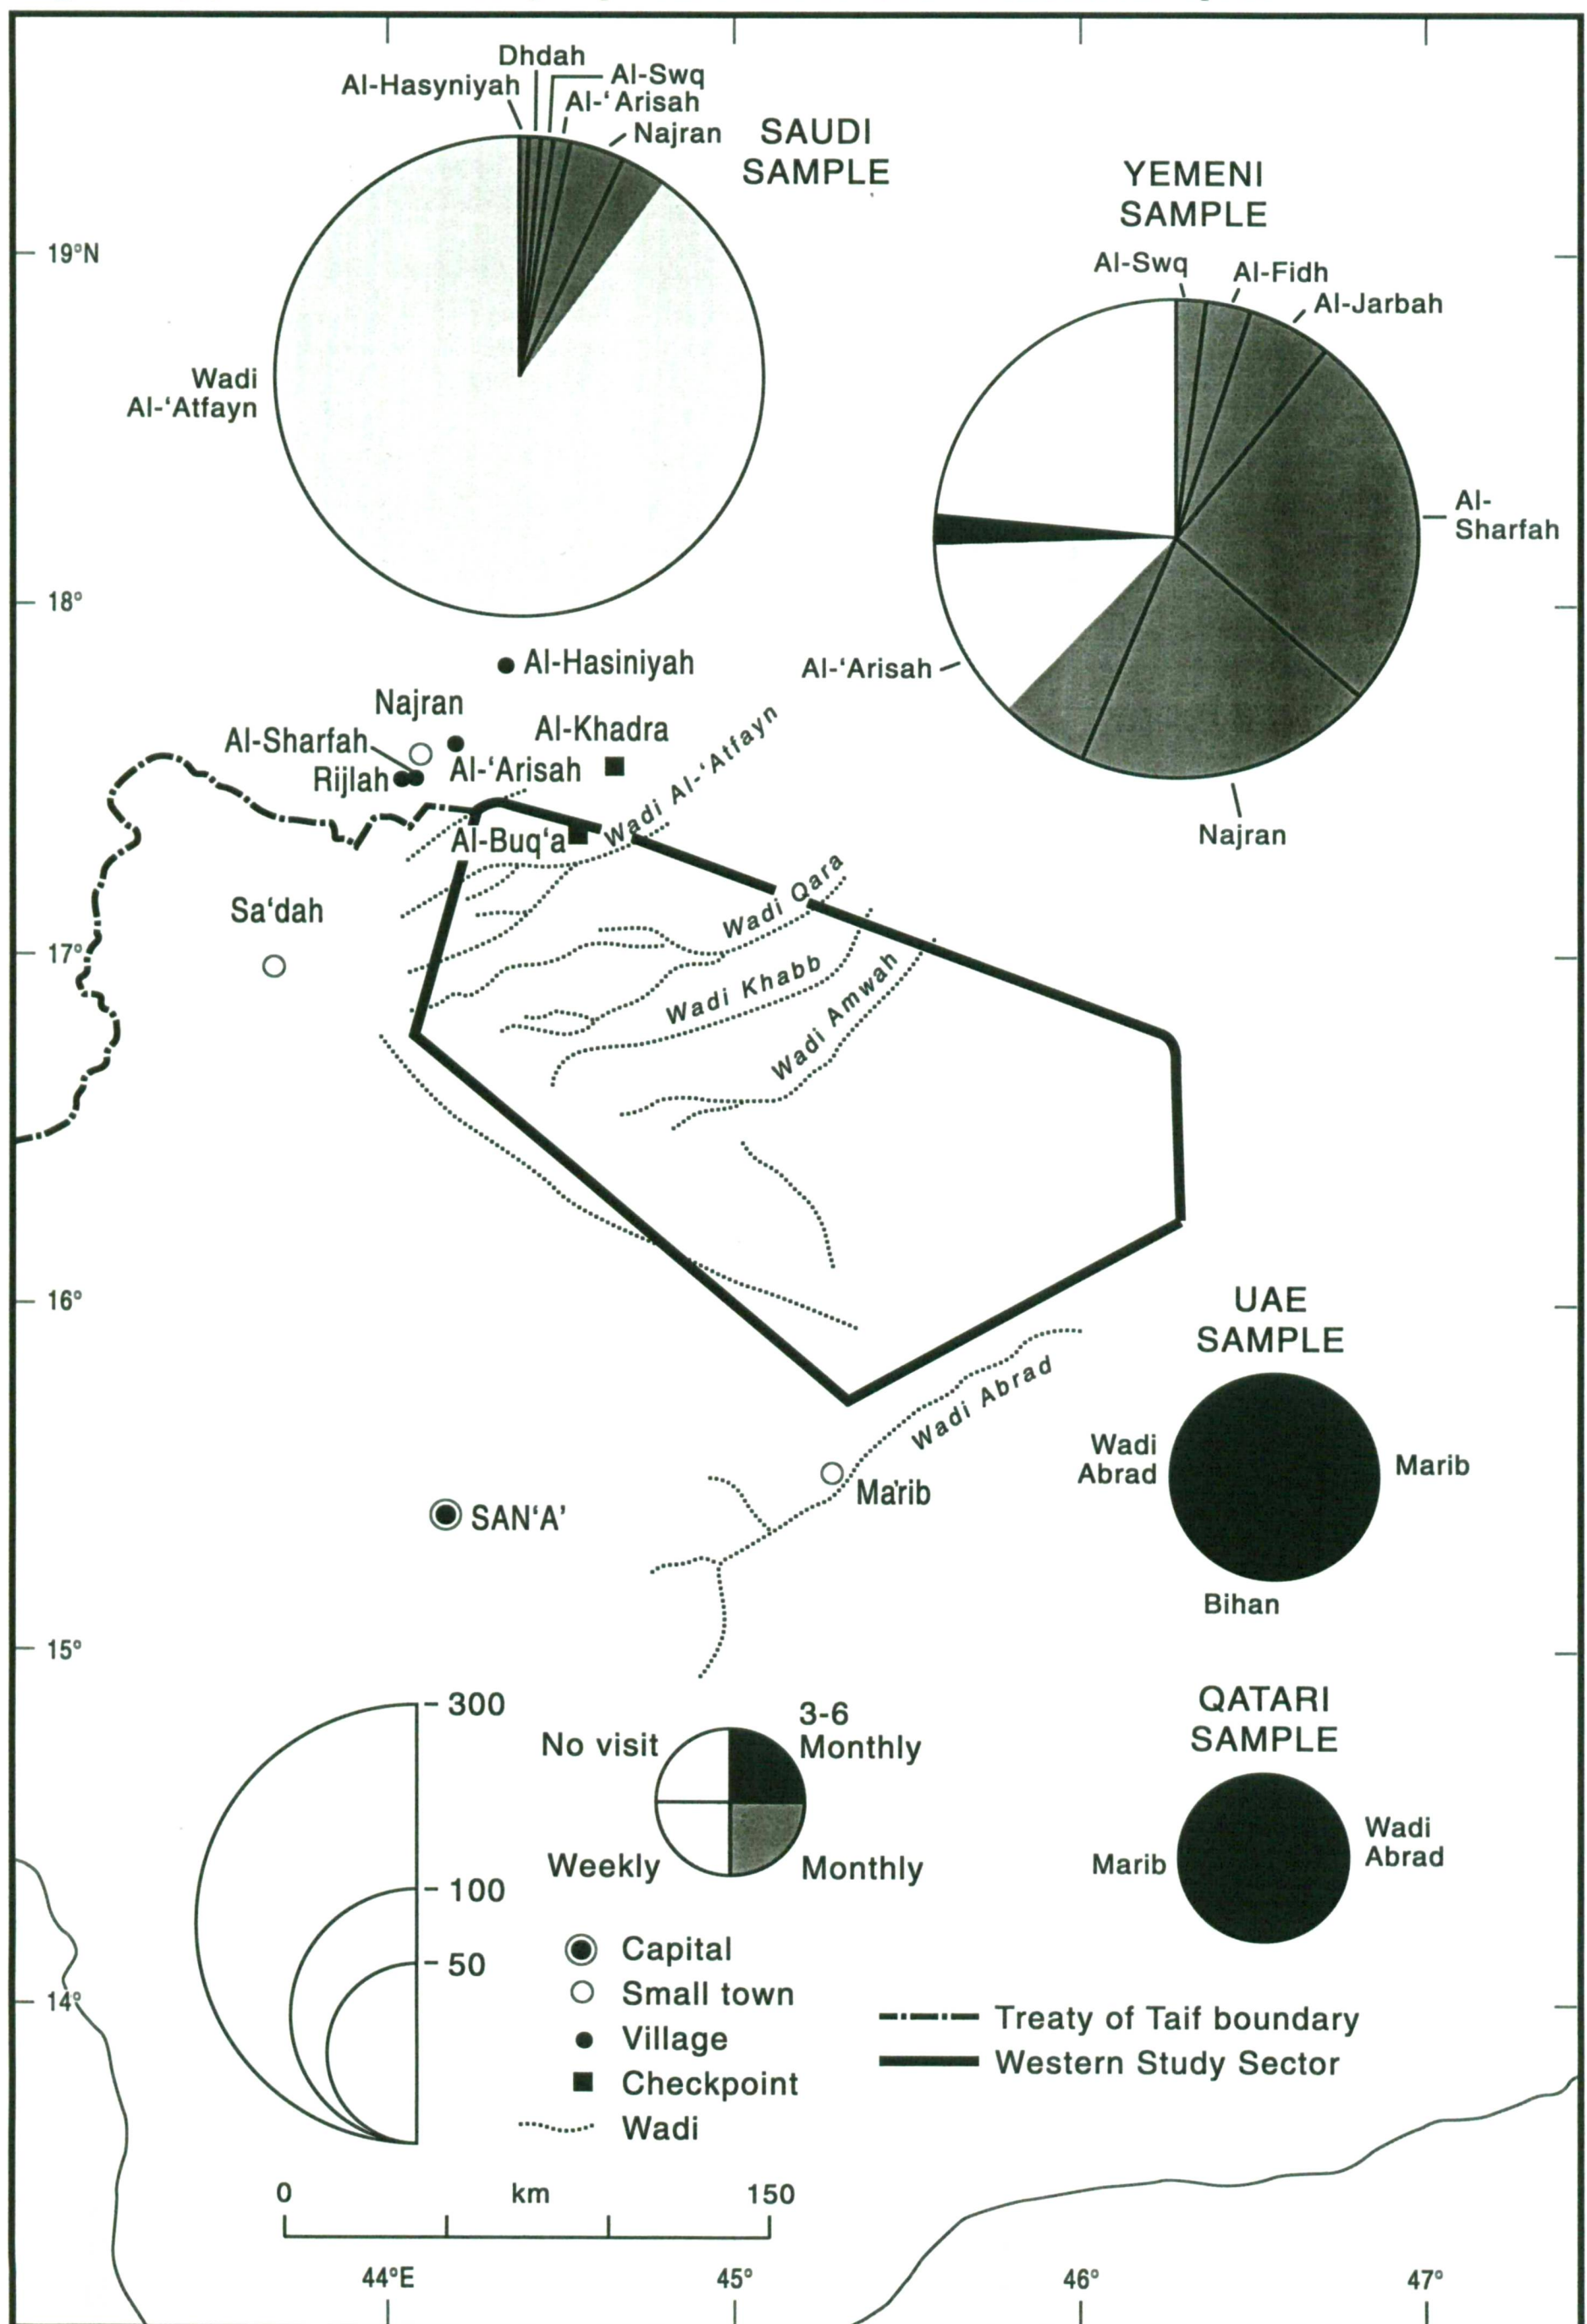 Dhdah
Al-Hasyniyah
Al-Swq
Al-‘Arisah
Najran
SAUDI
SAMPLE
Wadi
Al-‘Atfayn
YEMENI
SAMPLE
Al-Swq
Al-Fidh
Al-Jarbah
Al-
Sharfah
Al-‘Arisah
Najran
19°N
18°
17°
16°
15°
14°
Al-Hasiniyah
Najran
Al-Khadra
Al-Sharfah
Rijlah
Al-‘Arisah
Al-Buq‘a
Wadi Al-‘Atfayn
Sa‘dah
Wadi Qara
Wadi Khabb
Wadi Amwah
Wadi Abrad
Ma'rib
SAN‘A’
UAE
SAMPLE
Wadi
Abrad
Marib
Bihan
QATARI
SAMPLE
Marib
Wadi
Abrad
300
100
50
No visit
3-6
Monthly
Weekly
Monthly
Capital
Small town
Village
Checkpoint
Wadi
Treaty of Taif boundary
Western Study Sector
0 km 150
44°E 45° 46° 47°